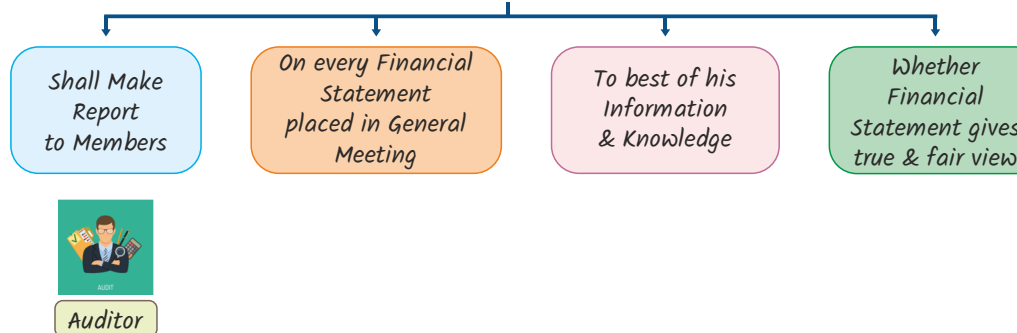 Shall Make
Report
to Members
On every Financial
Statement
placed in General
Meeting
To best of his
Information
& Knowledge
Whether
Financial
Statement gives
true & fair view
AUDIT
Auditor